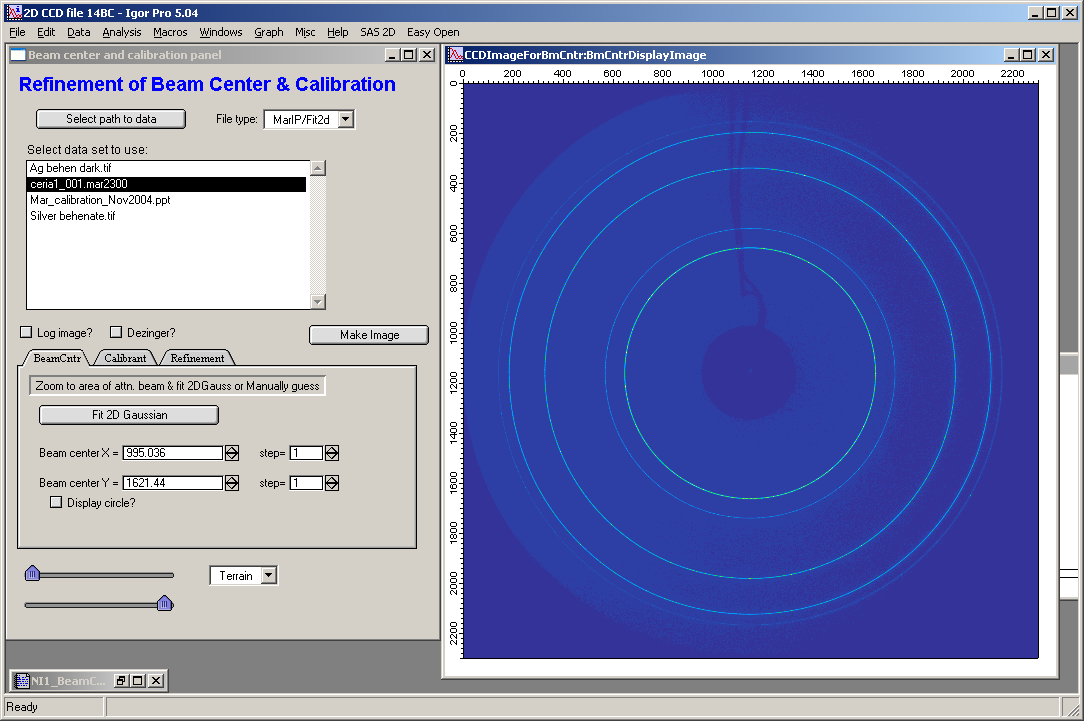 2D CCD file 14BC - Igor Pro 5.04
File Edit Data Analysis Macros Windows Graph Misc Help SAS 2D Easy Open
Beam center and calibration panel
Refinement of Beam Center & Calibration
Select path to data File type: MarIP/Fit2d
Select data set to use:
Ag behen dark.tif
ceria1_001.mar2300
Mar_calibration_Nov2004.ppt
Silver behenate.tif
Log image? Dezinger? Make Image
BeamCntr Calibrant Refinement
Zoom to area of attn. beam & fit 2DGauss or Manually guess
Fit 2D Gaussian
Beam center X = 995.036 step= 1
Beam center Y = 1621.44 step= 1
Display circle?
Terrain
CCDImageForBmCntr:BmCntrDisplayImage
0 200 400 600 800 1000 1200 1400 1600 1800 2000 2200
0
200
400
600
800
1000
1200
1400
1600
1800
2000
2200
NI1_BeamC...
Ready